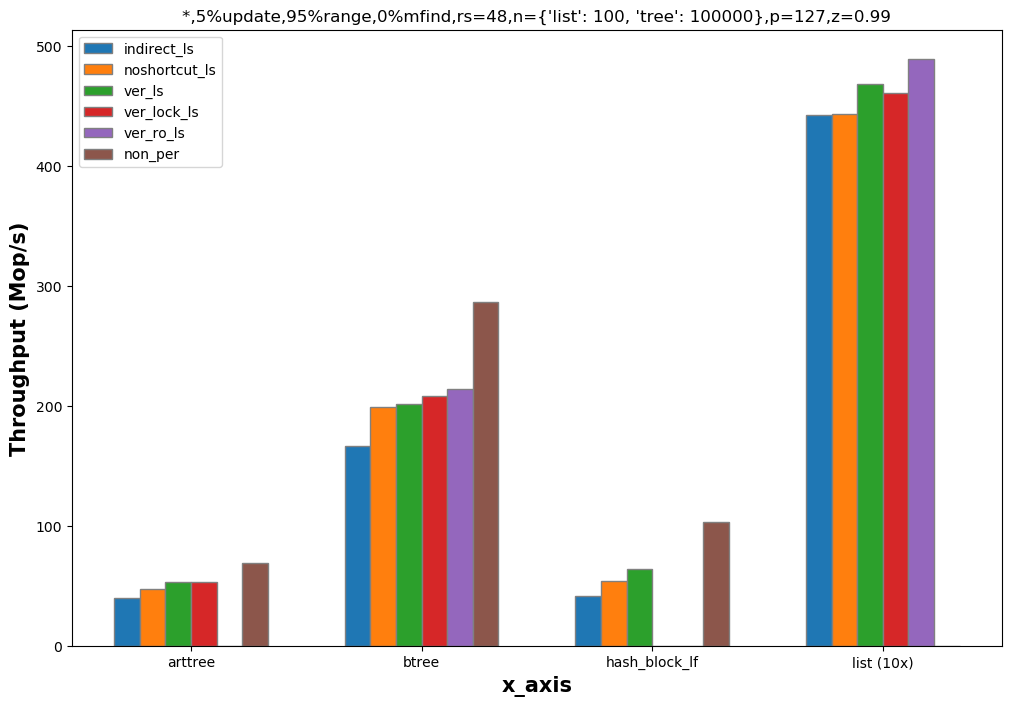 *,5%update,95%range,0%mfind,rs=48,n={'list': 100, 'tree': 100000},p=127,z=0.99
indirect_ls
noshortcut_ls
ver_ls
ver_lock_ls
ver_ro_ls
non_per
Throughput (Mop/s)
500
400
300
200
100
0
arttree
btree
hash_block_lf
list (10x)
x_axis